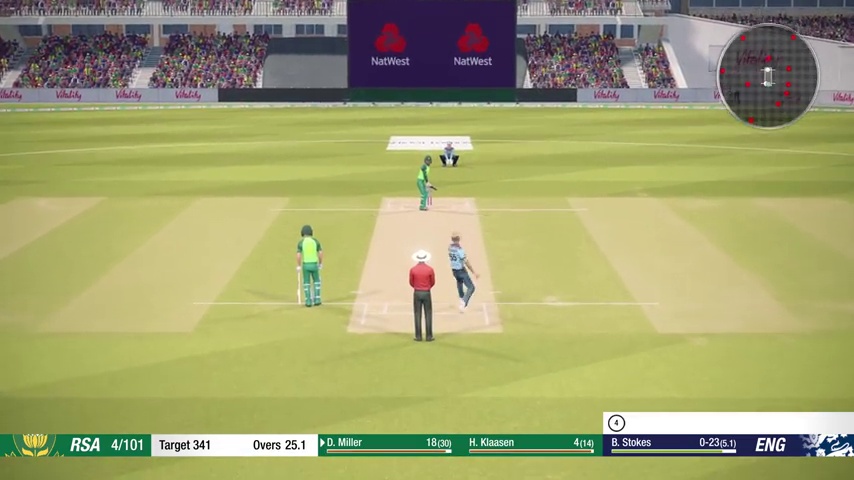 NatWest NatWest
Vitality
Vitality Vitality Vitality Vitality Vitality
55
4
RSA 4/101 Target 341 Overs 25.1 D. Miller 18(30) H. Klaasen 4(14) B. Stokes 0-23(5.1) ENG